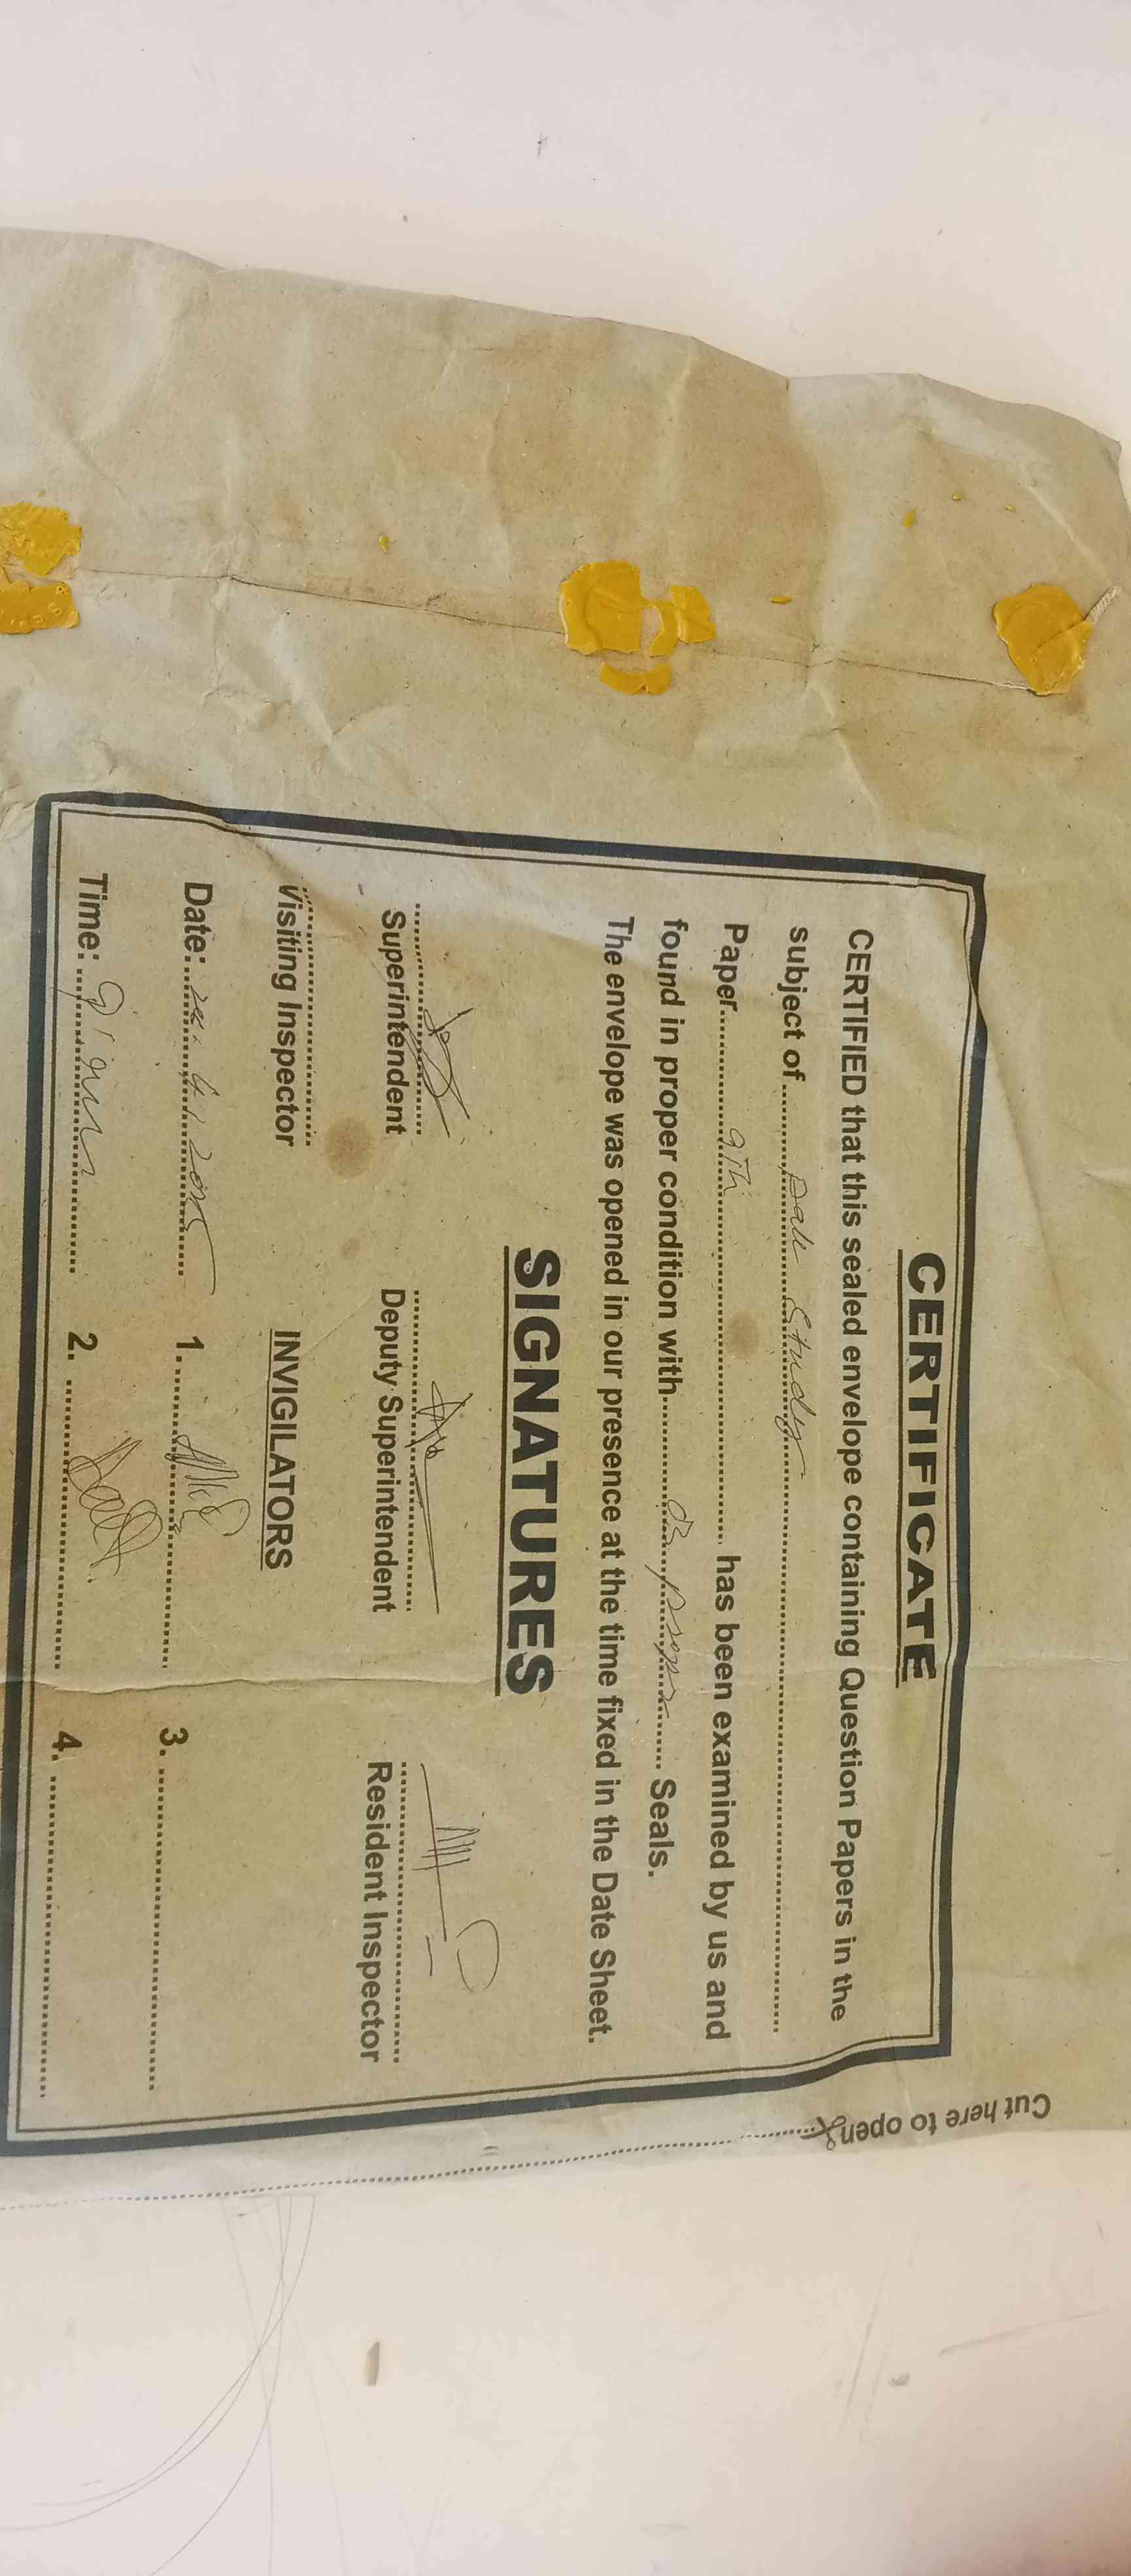 CERTIFICATE
CERTIFIED that this sealed envelope containing Question Papers in the
subject of Pak Study
Paper 9th has been examined by us and
found in proper condition with Seals.
The envelope was opened in our presence at the time fixed in the Date Sheet.
SIGNATURES
Superintendent Deputy Superintendent Resident Inspector
Visiting Inspector INVIGILATORS
Date: 1. 3.
Time: 2. 4.
Cut here to open